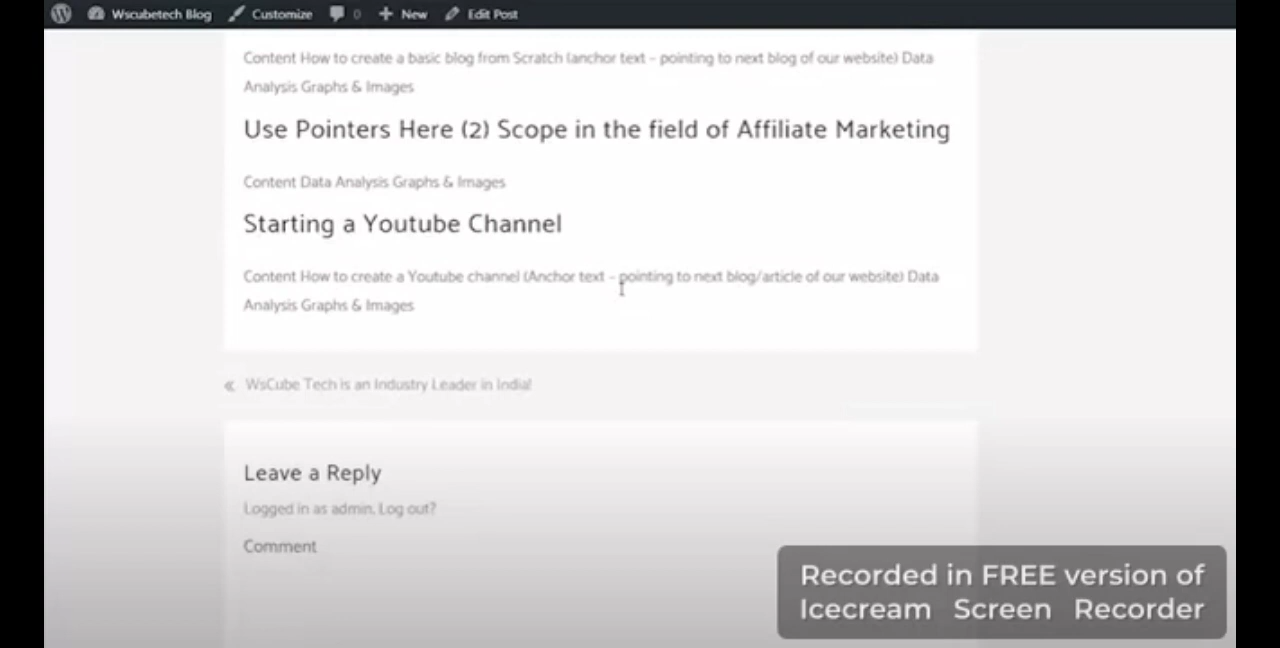 Wscubetech Blog Customize 0 New Edit Post
Content How to create a basic blog from Scratch (anchor text - pointing to next blog of our website) Data
Analysis Graphs & Images
Use Pointers Here (2) Scope in the field of Affiliate Marketing
Content Data Analysis Graphs & Images
Starting a Youtube Channel
Content How to create a Youtube channel (Anchor text - pointing to next blog/article of our website) Data
Analysis Graphs & Images
« WsCube Tech is an Industry Leader in India!
Leave a Reply
Logged in as admin. Log out?
Comment
Recorded in FREE version of
Icecream Screen Recorder